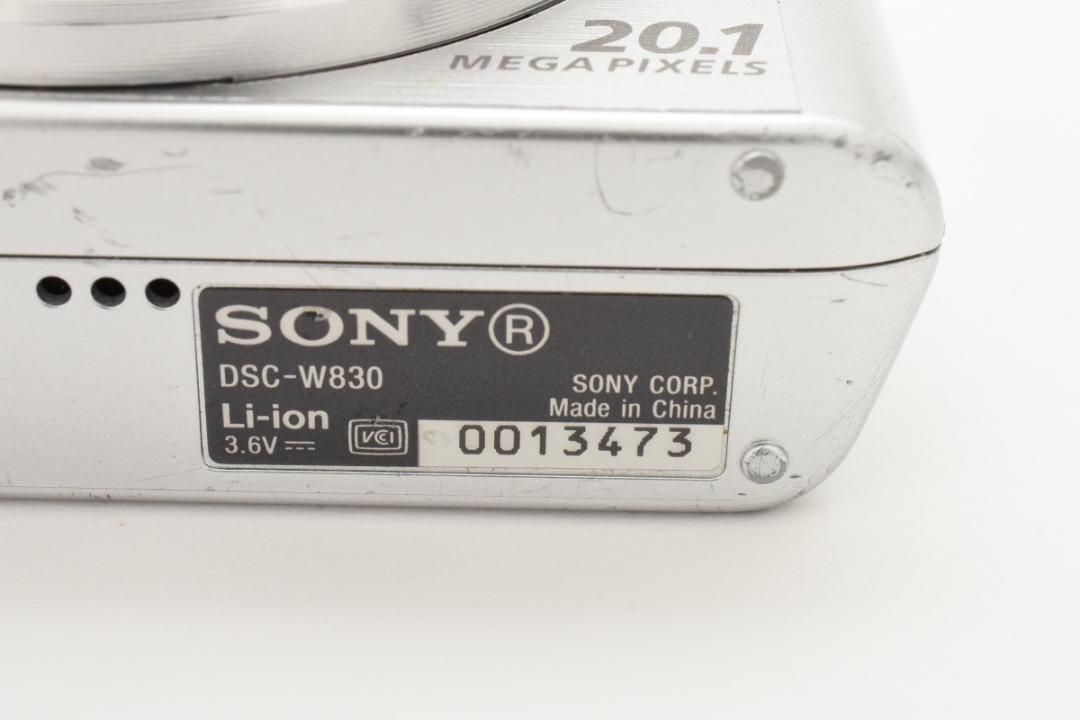 20.1
MEGA PIXELS
SONY®
DSC-W830
SONY CORP.
Li-ion
Made in China
3.6V⎓
VCI
0013473